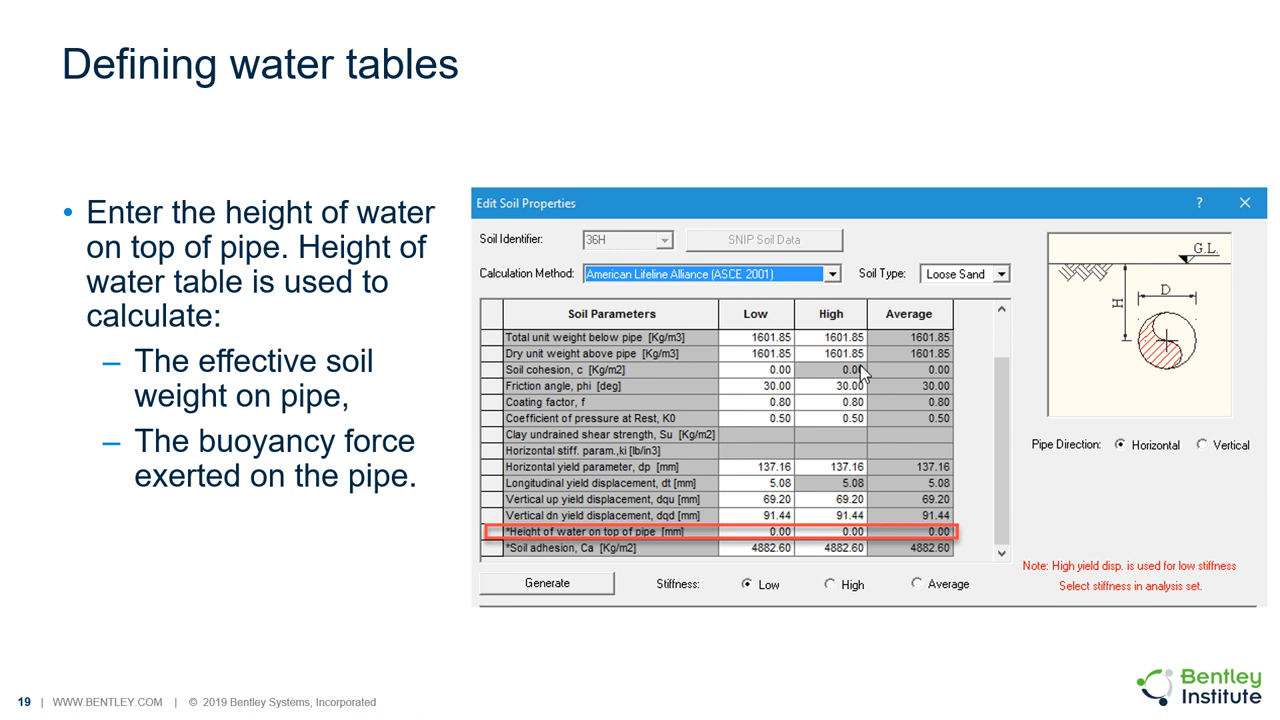 Defining water tables
• Enter the height of water
on top of pipe. Height of
water table is used to
calculate:
– The effective soil
weight on pipe,
– The buoyancy force
exerted on the pipe.
Edit Soil Properties ? ×
Soil Identifier: 36H SNIP Soil Data
Calculation Method: American Lifeline Alliance (ASCE 2001) Soil Type: Loose Sand
Soil Parameters Low High Average
Total unit weight below pipe [Kg/m3] 1601.85 1601.85 1601.85
Dry unit weight above pipe [Kg/m3] 1601.85 1601.85 1601.85
Soil cohesion, c [Kg/m2] 0.00 0.00 0.00
Friction angle, phi [deg] 30.00 30.00 30.00
Coating factor, f 0.80 0.80 0.80
Coefficient of pressure at Rest, K0 0.50 0.50 0.50
Clay undrained shear strength, Su [Kg/m2]
Horizontal stiff. param.,ki [lb/in3]
Horizontal yield parameter, dp [mm] 137.16 137.16 137.16
Longitudinal yield displacement, dt [mm] 5.08 5.08 5.08
Vertical up yield displacement, dqu [mm] 69.20 69.20 69.20
Vertical dn yield displacement, dqd [mm] 91.44 91.44 91.44
*Height of water on top of pipe [mm] 0.00 0.00 0.00
*Soil adhesion, Ca [Kg/m2] 4882.60 4882.60 4882.60
Generate Stiffness: Low High Average
G.L.
D
H
Pipe Direction: Horizontal Vertical
Note: High yield disp. is used for low stiffness
Select stiffness in analysis set.
19 | WWW.BENTLEY.COM | © 2019 Bentley Systems, Incorporated
Bentley
Institute